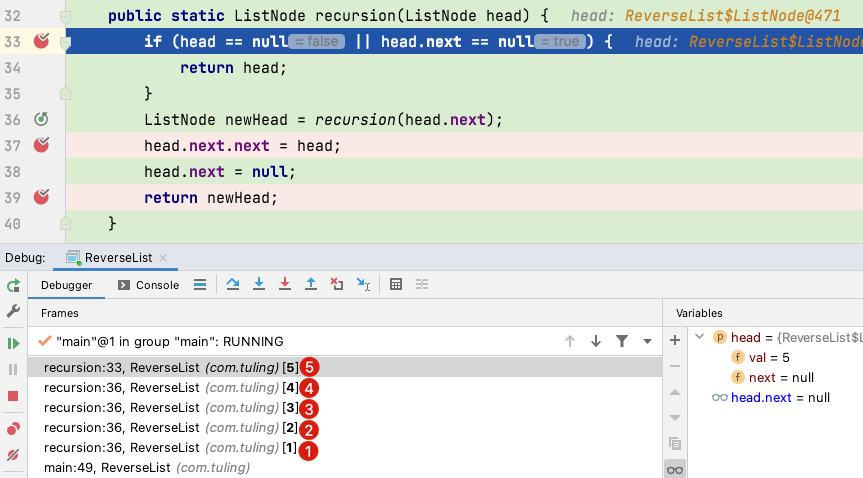 32 public static ListNode recursion(ListNode head) { head: ReverseList$ListNode@471
33 if (head == null = false || head.next == null = true ) { head: ReverseList$ListNode
34 return head;
35 }
36 ListNode newHead = recursion(head.next);
37 head.next.next = head;
38 head.next = null;
39 return newHead;
40 }
Debug: ReverseList ×
Debugger Console
Frames Variables
"main"@1 in group "main": RUNNING
p head = {ReverseList$L
recursion:33, ReverseList (com.tuling) [5] 5
f val = 5
f next = null
recursion:36, ReverseList (com.tuling) [4] 4
head.next = null
recursion:36, ReverseList (com.tuling) [3] 3
recursion:36, ReverseList (com.tuling) [2] 2
recursion:36, ReverseList (com.tuling) [1] 1
main:49, ReverseList (com.tuling)